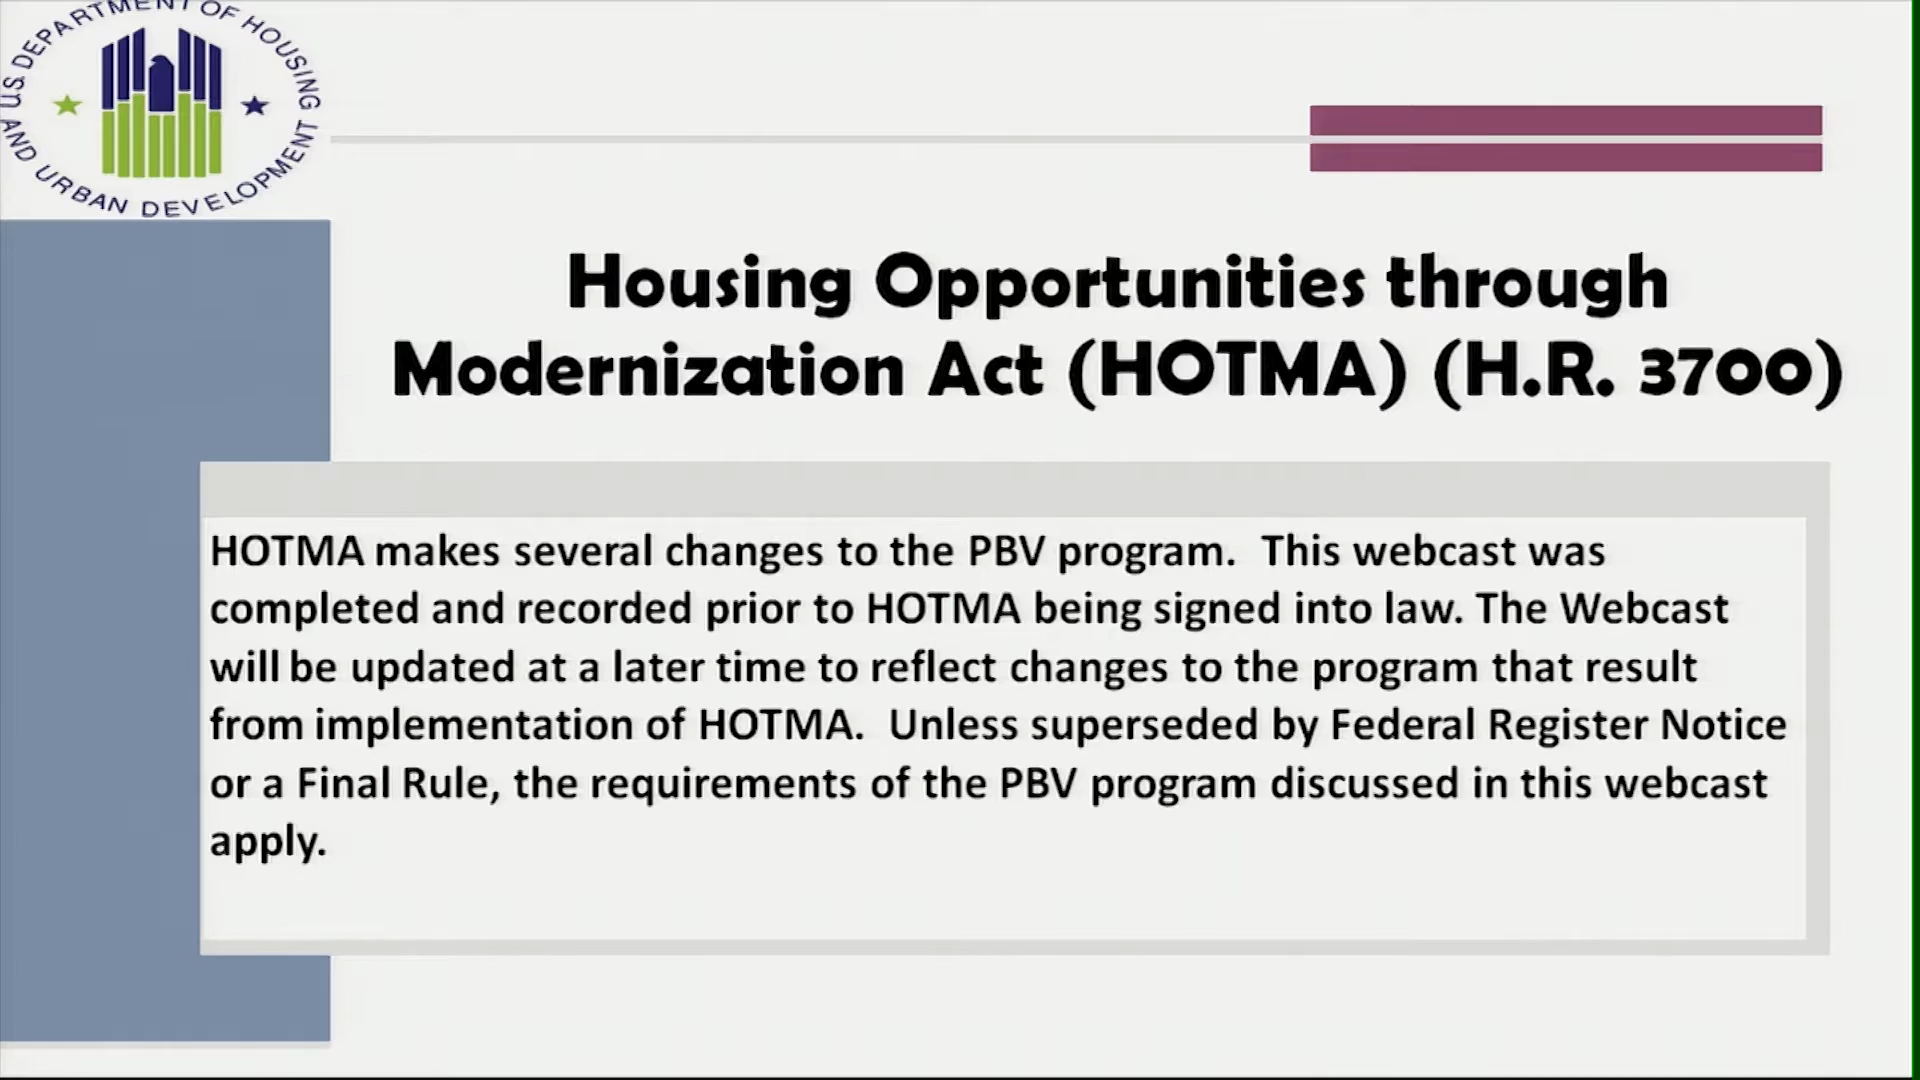 U.S. DEPARTMENT OF HOUSING
AND URBAN DEVELOPMENT
Housing Opportunities through
Modernization Act (HOTMA) (H.R. 3700)
HOTMA makes several changes to the PBV program.  This webcast was
completed and recorded prior to HOTMA being signed into law. The Webcast
will be updated at a later time to reflect changes to the program that result
from implementation of HOTMA.  Unless superseded by Federal Register Notice
or a Final Rule, the requirements of the PBV program discussed in this webcast
apply.